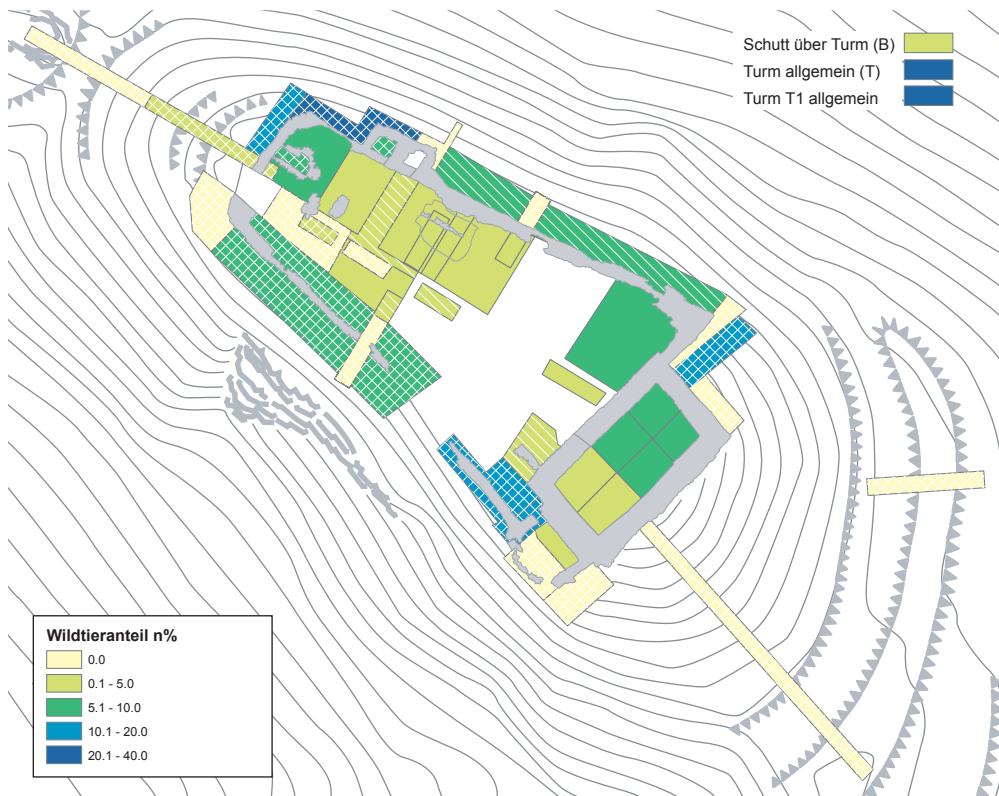 Schutt über Turm (B)
Turm allgemein (T)
Turm T1 allgemein
Wildtieranteil n%
0.0
0.1 - 5.0
5.1 - 10.0
10.1 - 20.0
20.1 - 40.0